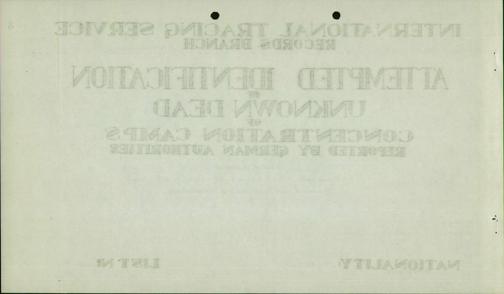 INTERNATIONAL TRACING SERVICE
RECORDS BRANCH
ATTEMPTED IDENTIFICATION
OF
UNKNOWN DEAD
OF
CONCENTRATION CAMPS
REPORTED BY GERMAN AUTHORITIES
NATIONALITY LIST Nº